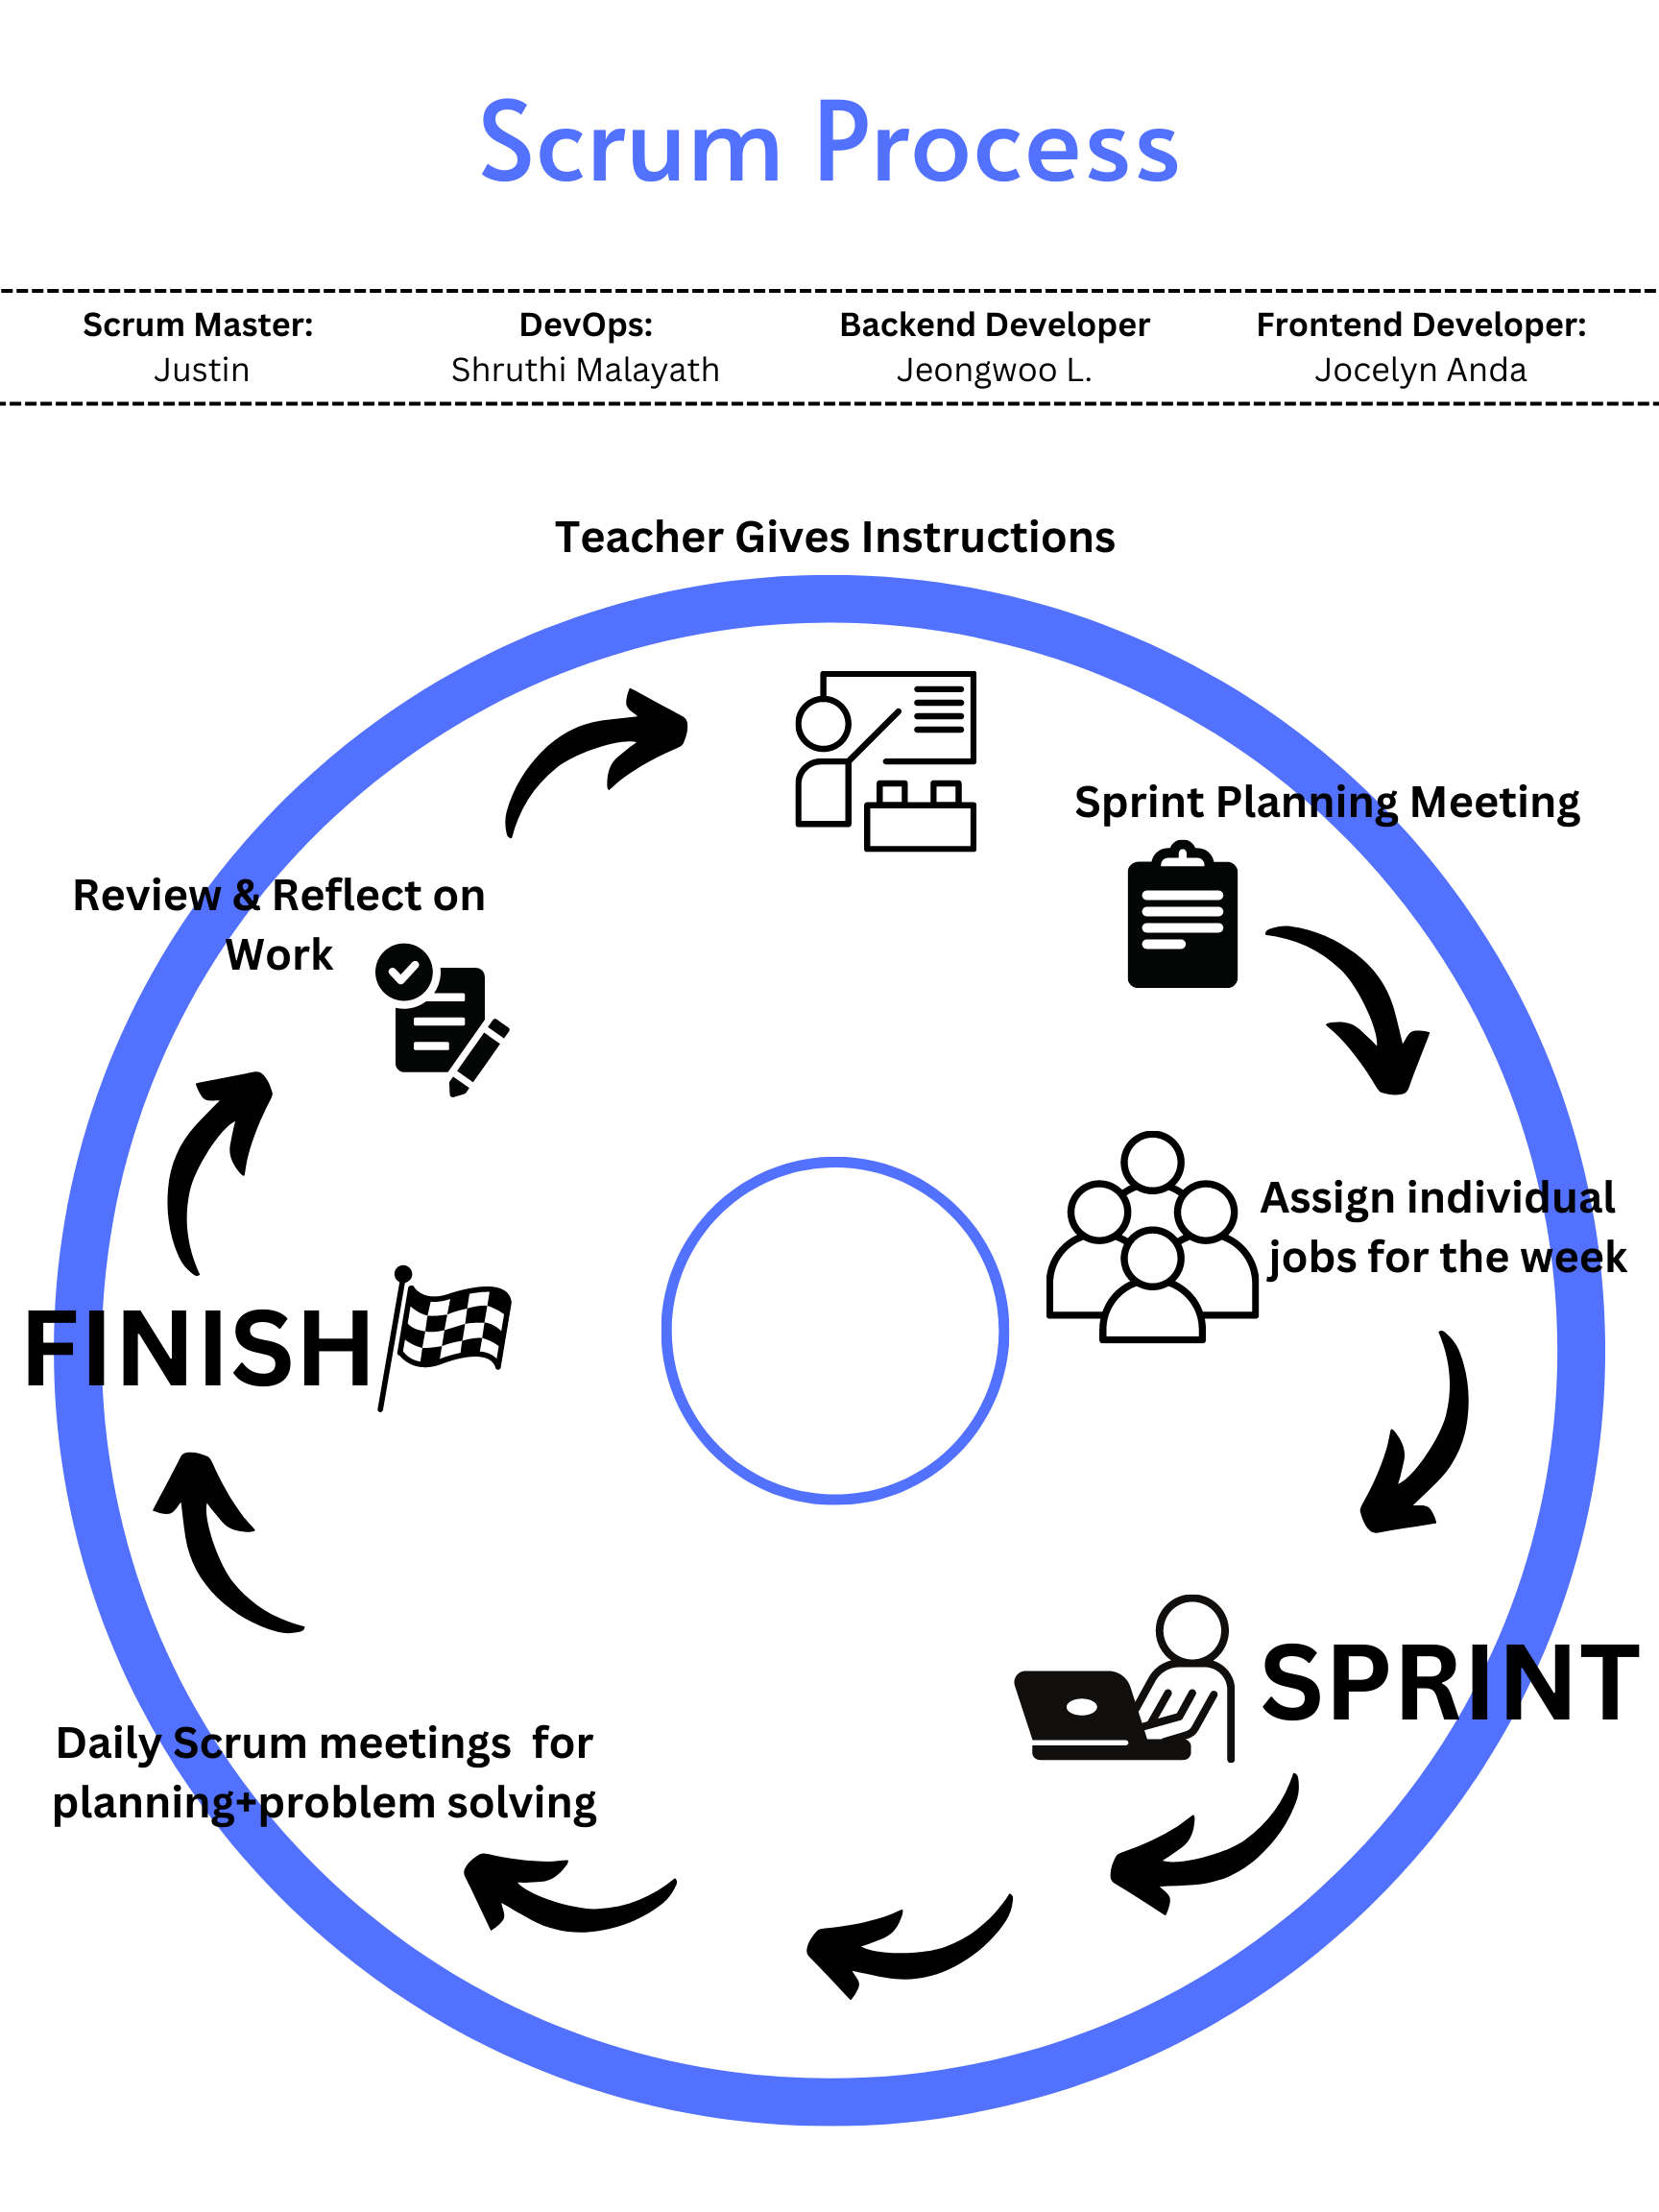 Scrum Process
Scrum Master:
Justin
DevOps:
Shruthi Malayath
Backend Developer
Jeongwoo L.
Frontend Developer:
Jocelyn Anda
Teacher Gives Instructions
Sprint Planning Meeting
Review & Reflect on
Work
Assign individual
jobs for the week
FINISH
SPRINT
Daily Scrum meetings  for
planning+problem solving